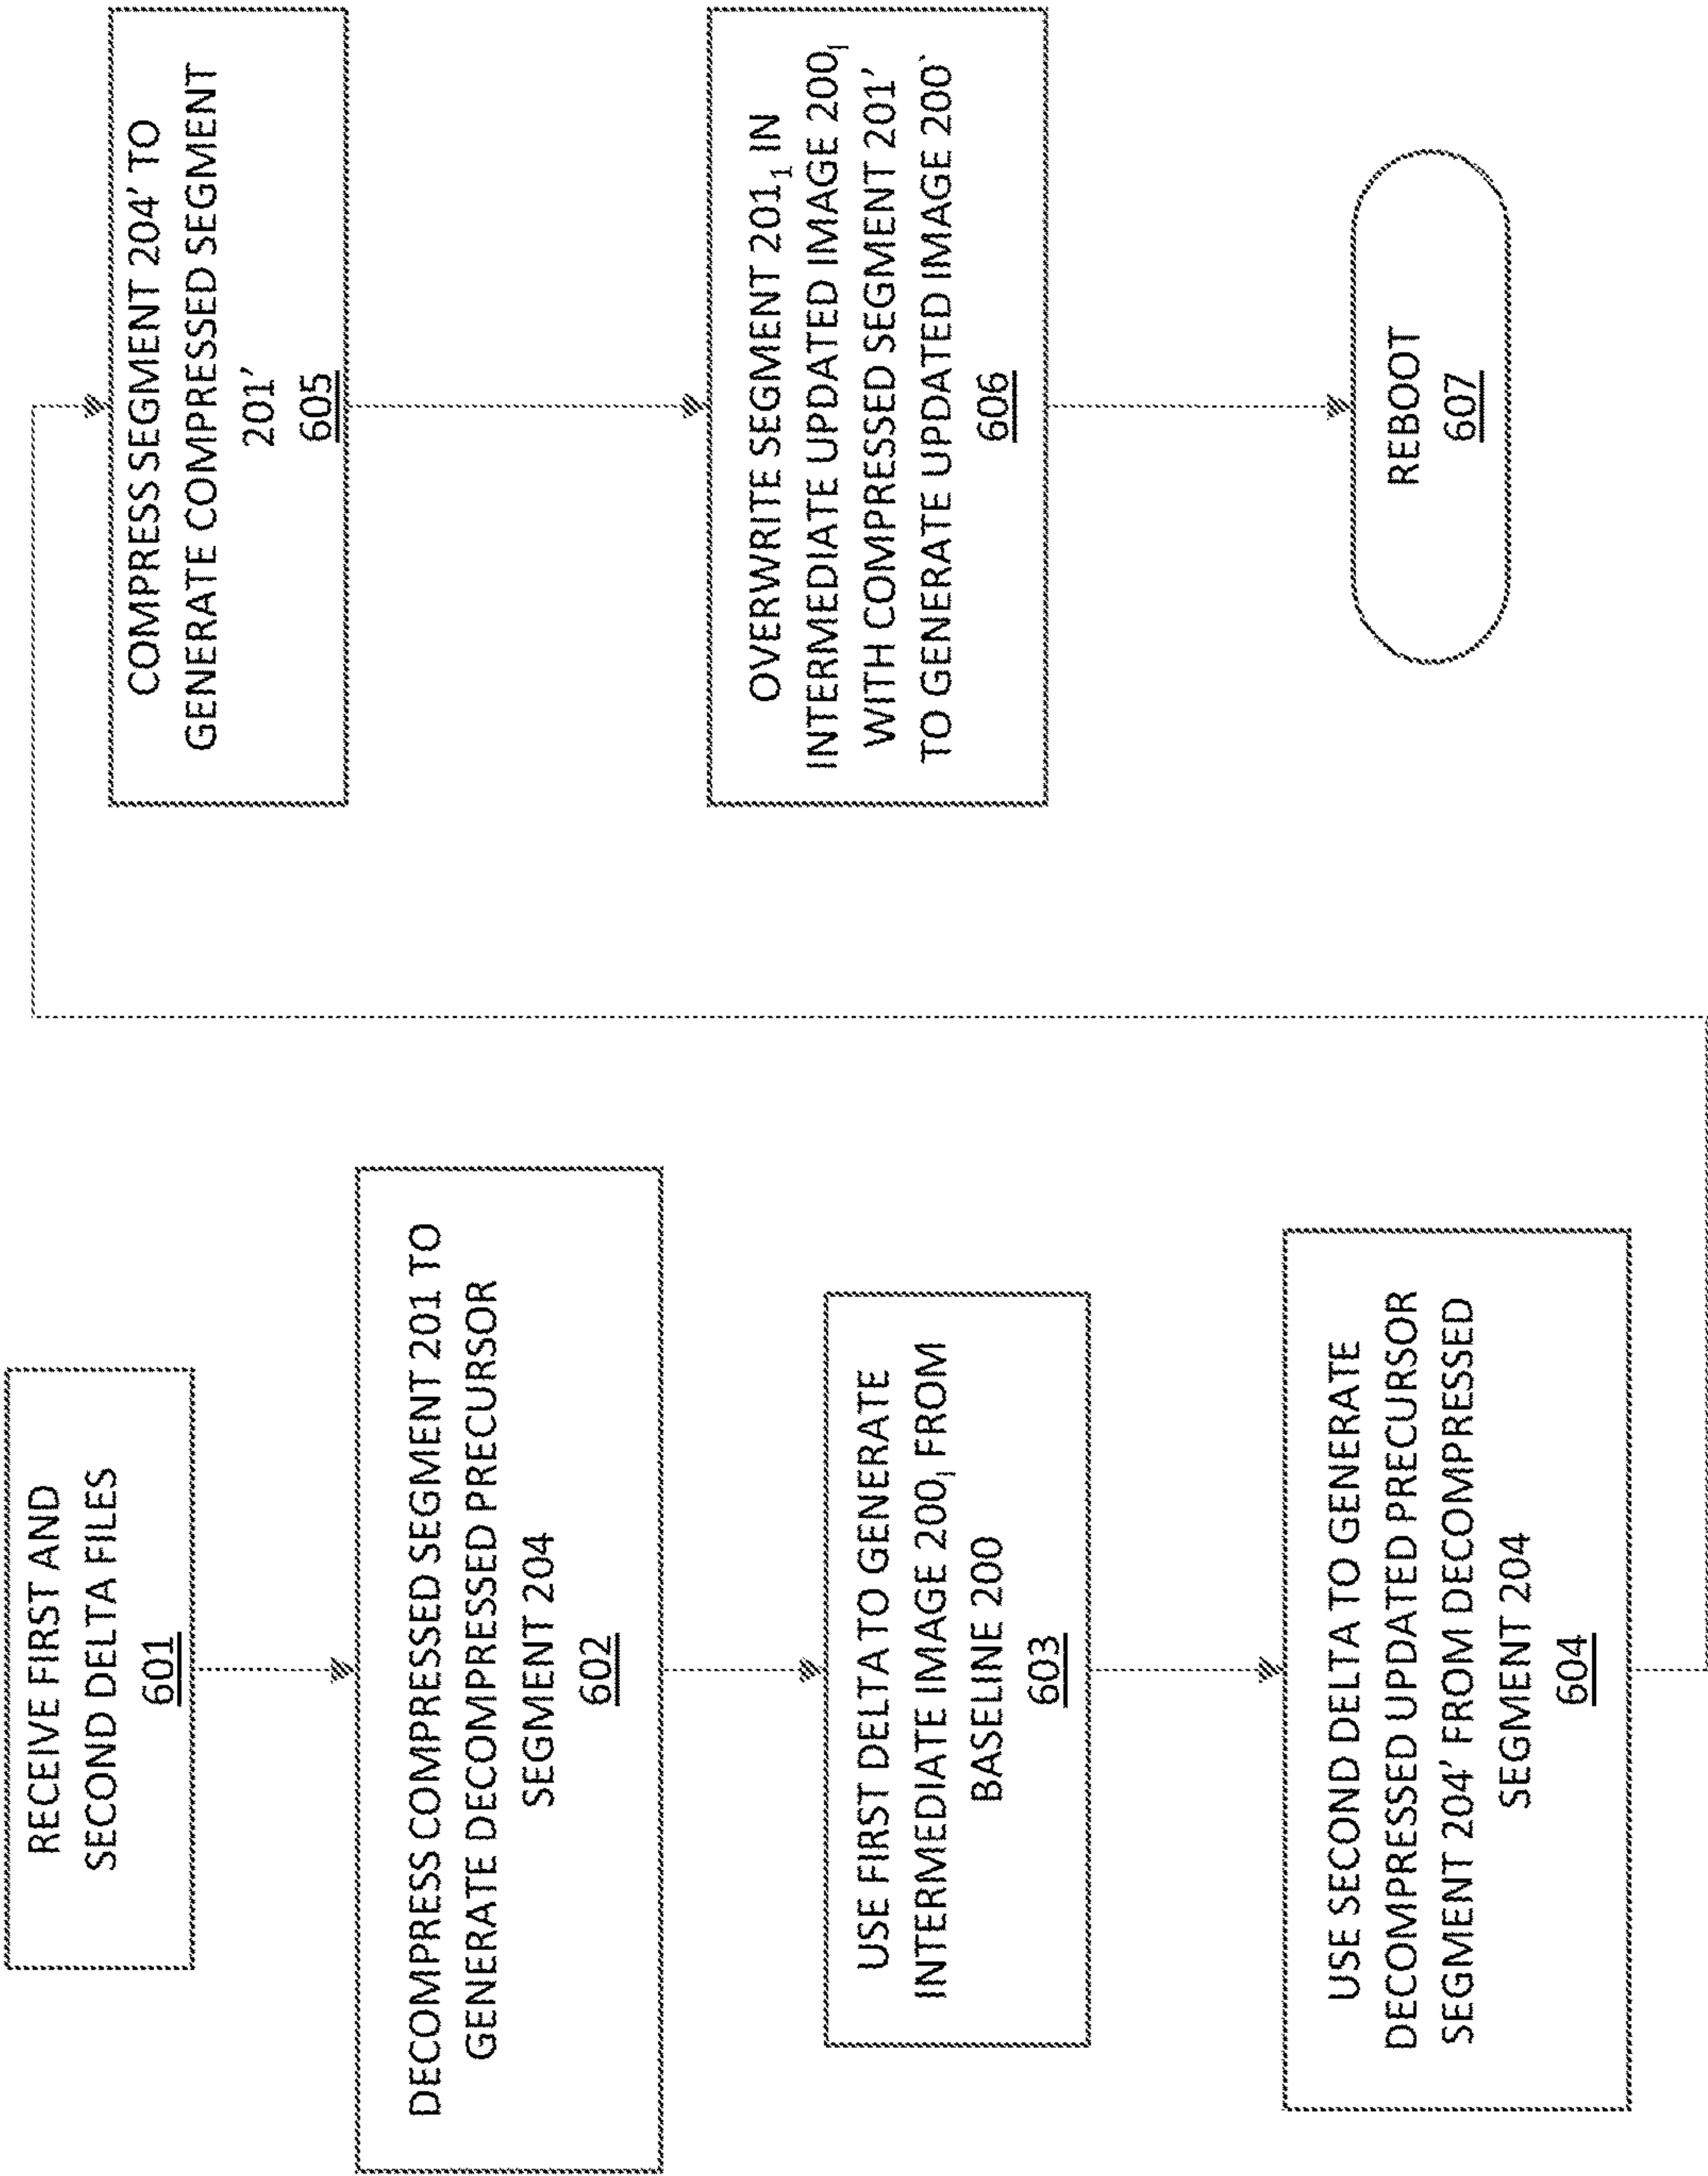 RECEIVE FIRST AND
SECOND DELTA FILES
601
DECOMPRESS COMPRESSED SEGMENT 201 TO
GENERATE DECOMPRESSED PRECURSOR
SEGMENT 204
602
USE FIRST DELTA TO GENERATE
INTERMEDIATE IMAGE 200ᵢ FROM
BASELINE 200
603
USE SECOND DELTA TO GENERATE
DECOMPRESSED UPDATED PRECURSOR
SEGMENT 204' FROM DECOMPRESSED
SEGMENT 204
604
COMPRESS SEGMENT 204' TO
GENERATE COMPRESSED SEGMENT
201'
605
OVERWRITE SEGMENT 201₁ IN
INTERMEDIATE UPDATED IMAGE 200ᵢ
WITH COMPRESSED SEGMENT 201'
TO GENERATE UPDATED IMAGE 200`
606
REBOOT
607